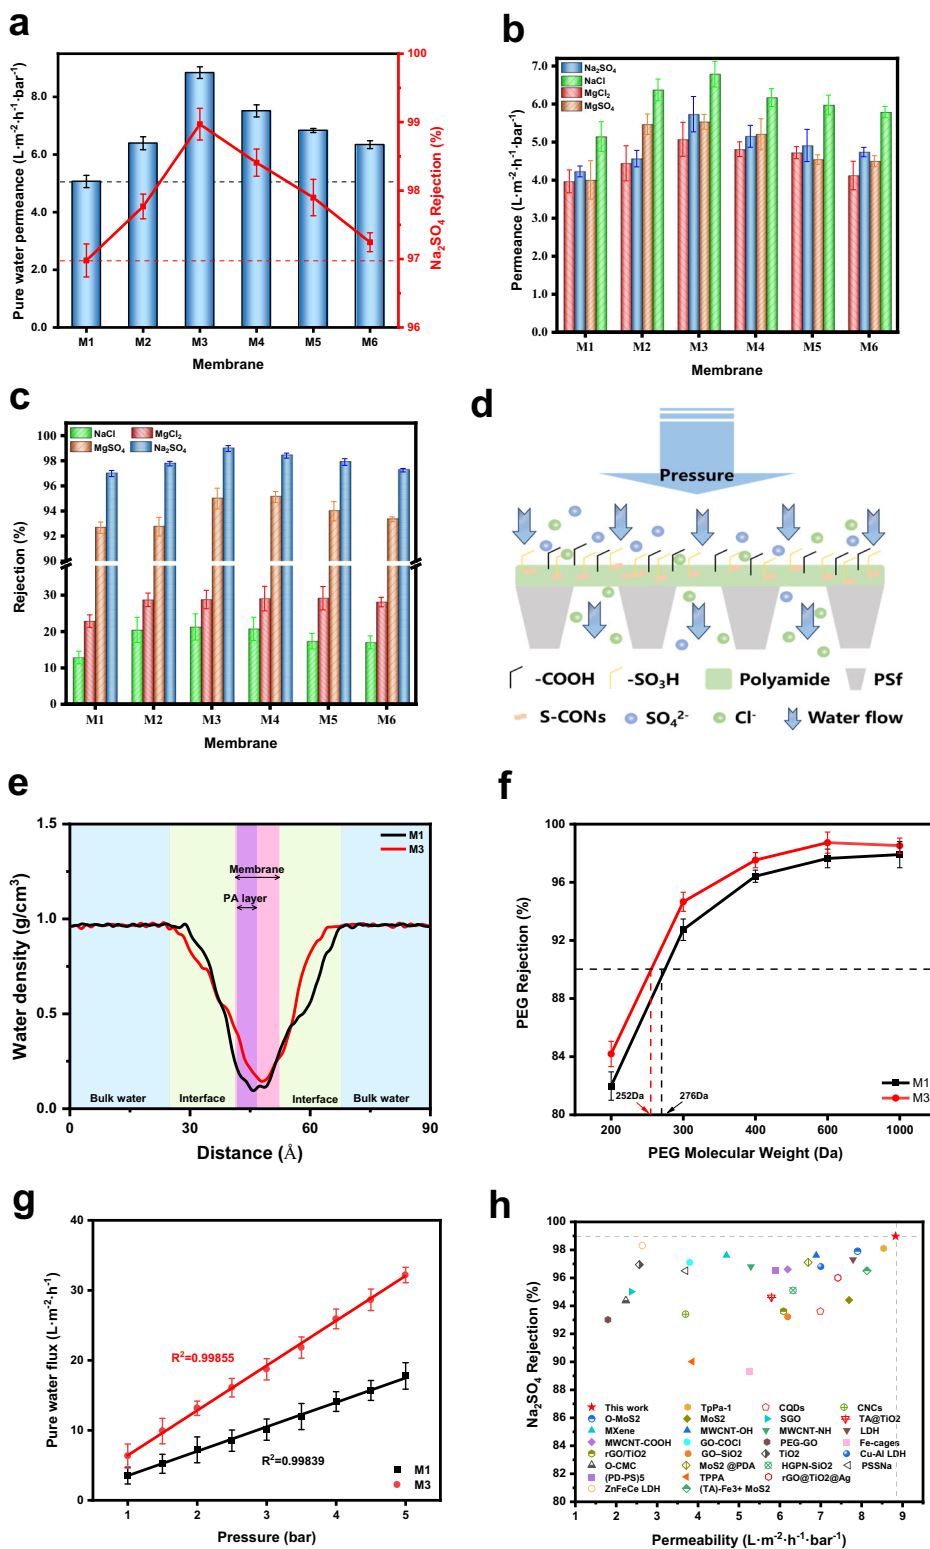 a
Pure water permeance (L·m⁻²·h⁻¹·bar⁻¹)
8.0
6.0
4.0
2.0
0.0
100
99
98
97
96
Na₂SO₄ Rejection (%)
M1 M2 M3 M4 M5 M6
Membrane
b
Permeance (L·m⁻²·h⁻¹·bar⁻¹)
7.0
6.0
5.0
4.0
3.0
2.0
1.0
0.0
Na₂SO₄
NaCl
MgCl₂
MgSO₄
M1 M2 M3 M4 M5 M6
Membrane
c
Rejection (%)
100
98
96
94
92
90
30
20
10
0
NaCl MgCl₂
MgSO₄ Na₂SO₄
M1 M2 M3 M4 M5 M6
Membrane
d
Pressure
-COOH -SO₃H Polyamide PSf
S-CONs SO₄²⁻ Cl⁻ Water flow
e
Water density (g/cm³)
1.5
1.0
0.5
0.0
M1
M3
Membrane
PA layer
Bulk water Interface Interface Bulk water
0 30 60 90
Distance (Å)
f
PEG Rejection (%)
100
96
92
88
84
80
252Da 276Da
M1
M3
200 300 400 600 1000
PEG Molecular Weight (Da)
g
Pure water flux (L·m⁻²·h⁻¹)
40
30
20
10
0
R²=0.99855
R²=0.99839
M1
M3
1 2 3 4 5
Pressure (bar)
h
Na₂SO₄ Rejection (%)
100
98
96
94
92
90
88
86
84
82
80
This work TpPa-1 CQDs CNCs
O-MoS2 MoS2 SGO TA@TiO2
MXene MWCNT-OH MWCNT-NH LDH
MWCNT-COOH GO-COCl PEG-GO Fe-cages
rGO/TiO2 GO-SiO2 TiO2 Cu-Al LDH
O-CMC MoS2 @PDA HGPN-SiO2 PSSNa
(PD-PS)5 TPPA rGO@TiO2@Ag
ZnFeCe LDH (TA)-Fe3+ MoS2
1 2 3 4 5 6 7 8 9
Permeability (L·m⁻²·h⁻¹·bar⁻¹)